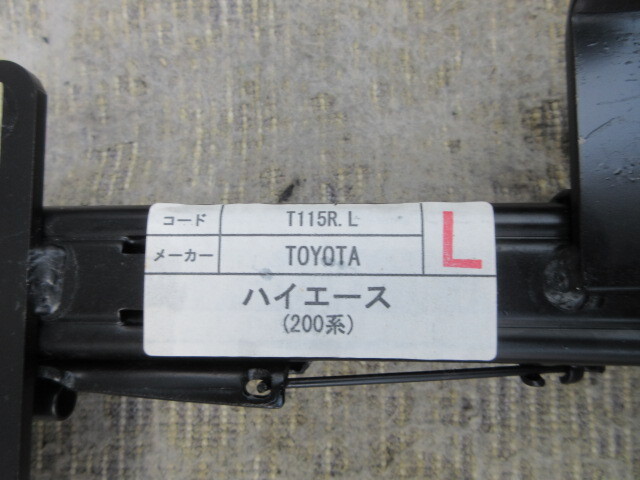 コード T115R.L
メーカー TOYOTA
L
ハイエース
(200系)